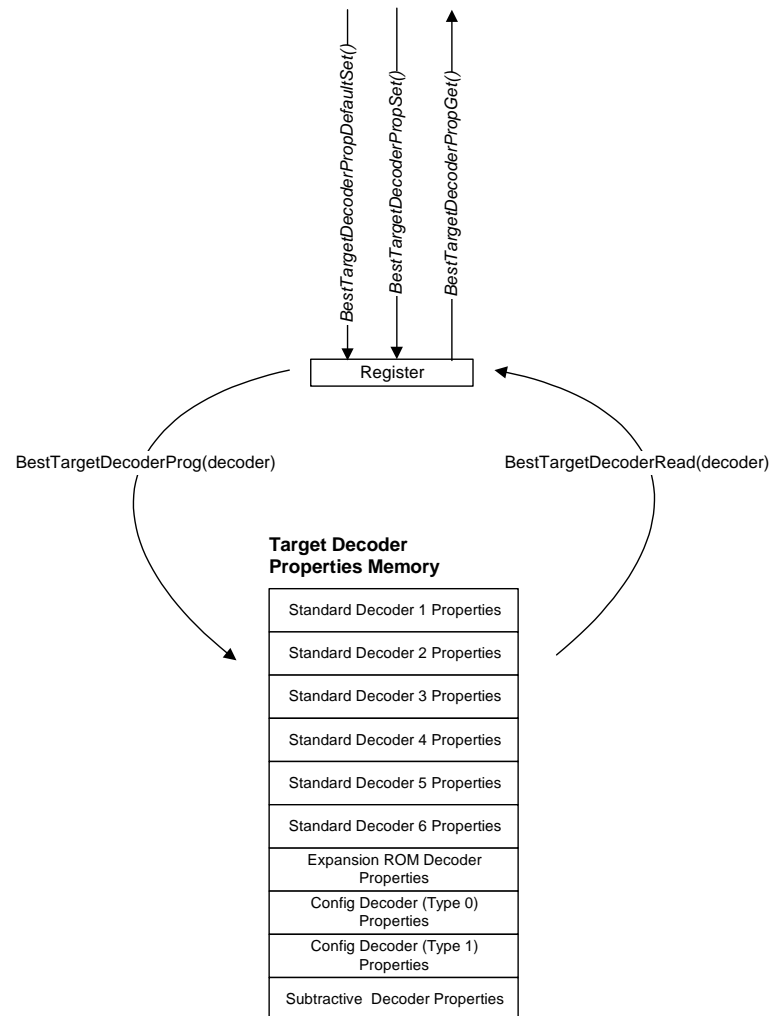 BestTargetDecoderPropDefaultSet()
BestTargetDecoderPropSet()
BestTargetDecoderPropGet()
Register
BestTargetDecoderProg(decoder)
BestTargetDecoderRead(decoder)
Target Decoder
Properties Memory
Standard Decoder 1 Properties
Standard Decoder 2 Properties
Standard Decoder 3 Properties
Standard Decoder 4 Properties
Standard Decoder 5 Properties
Standard Decoder 6 Properties
Expansion ROM Decoder
Properties
Config Decoder (Type 0)
Properties
Config Decoder (Type 1)
Properties
Subtractive Decoder Properties